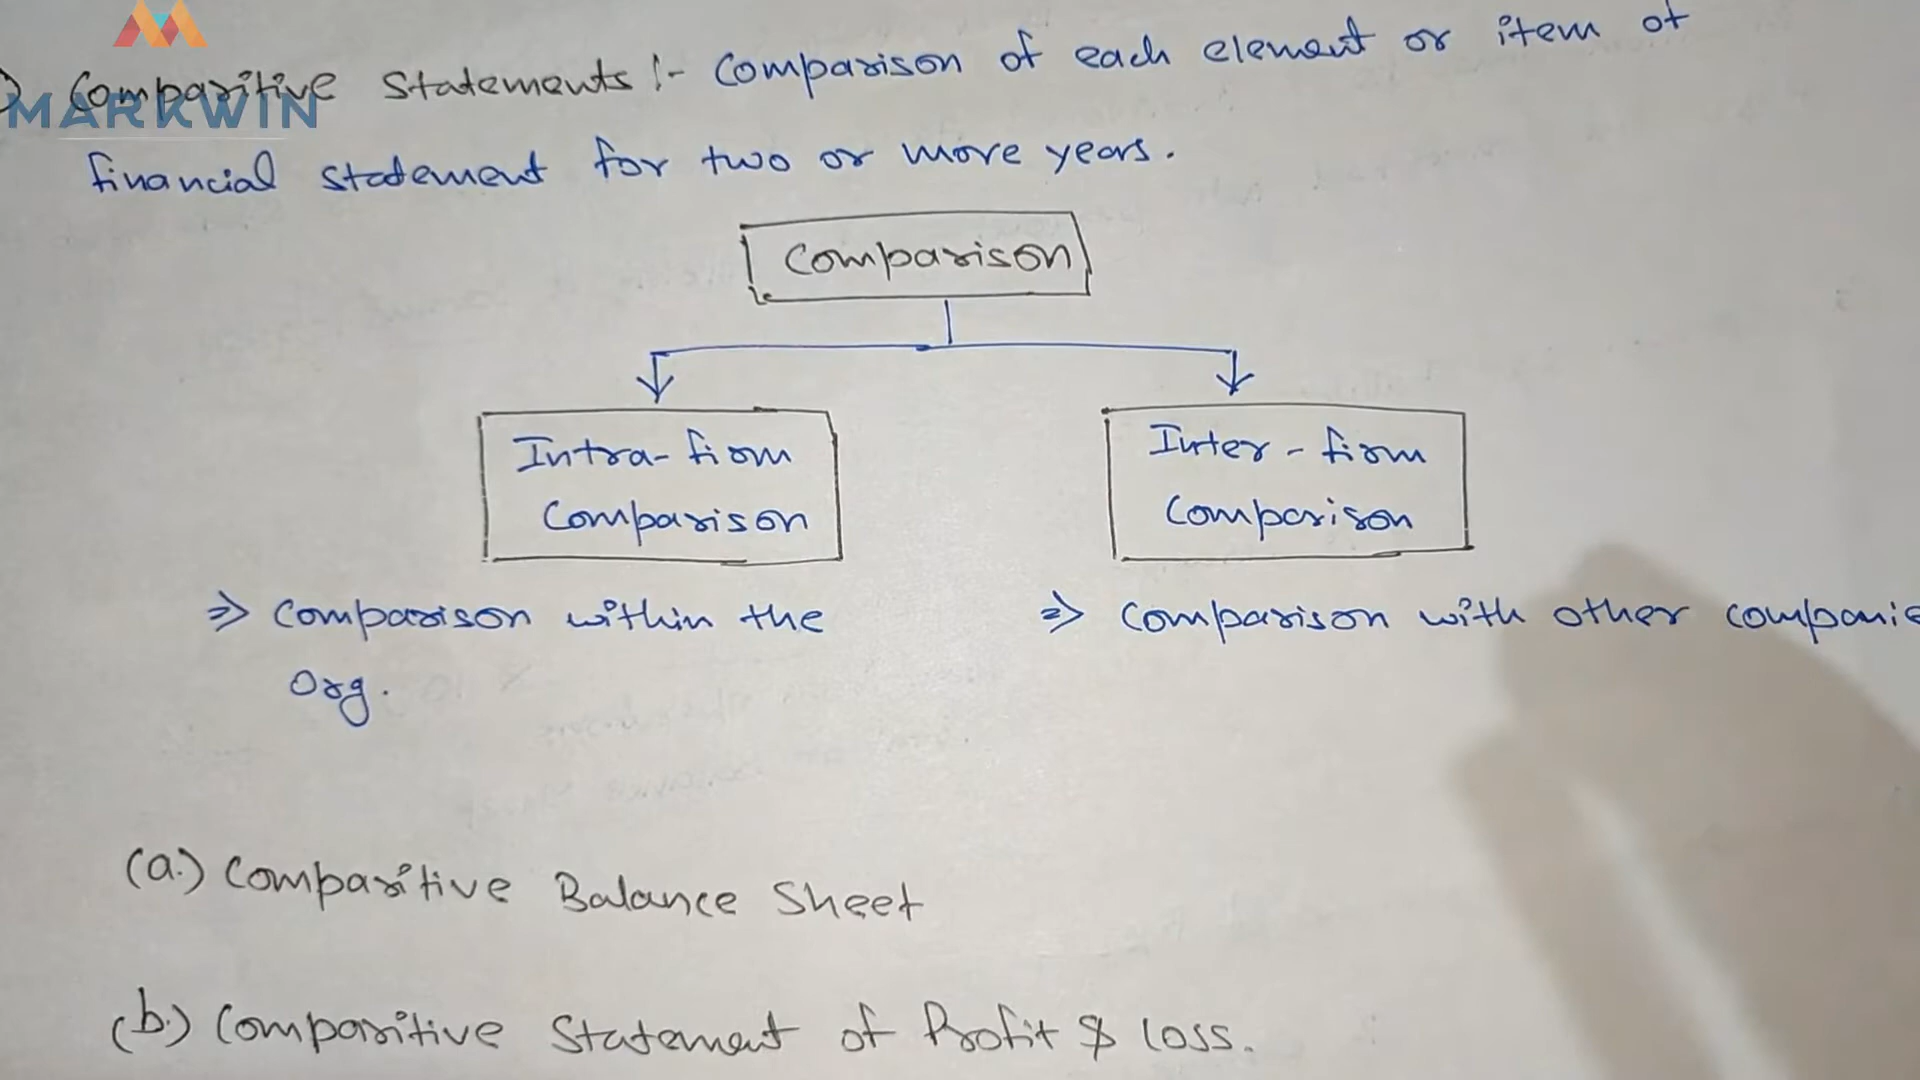 Comparitive Statements :- Comparison of each element or item of
MARKWIN
financial statement for two or more years.
Comparison
Intra-firm
Comparison
Inter-firm
Comparison
⇒ Comparison within the
Org.
⇒ Comparison with other companie
(a.) Comparitive Balance Sheet
(b.) Comparitive Statement of Profit & loss.